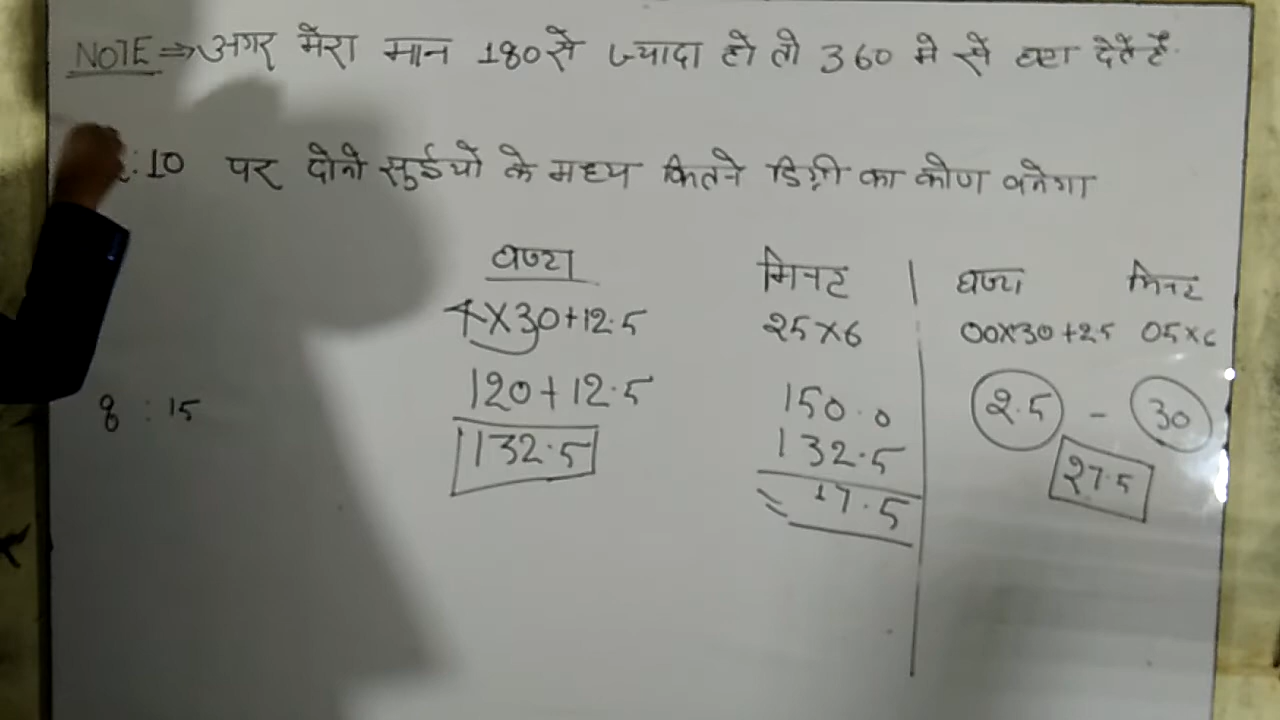 NOTE ⇒ अगर मेरा मान 180 से ज्यादा हो तो 360 मे से घटा देते हैं
:10 पर दोनो सुईयों के मध्य कितने डिग्री का कोण बनेगा
घण्टा
4×30+12.5
120+12.5
132.5
मिनट
25×6
150.0
132.5
= 17.5
घण्टा मिनट
00×30+2.5 05×6
2.5 - 30
27.5
8 : 15